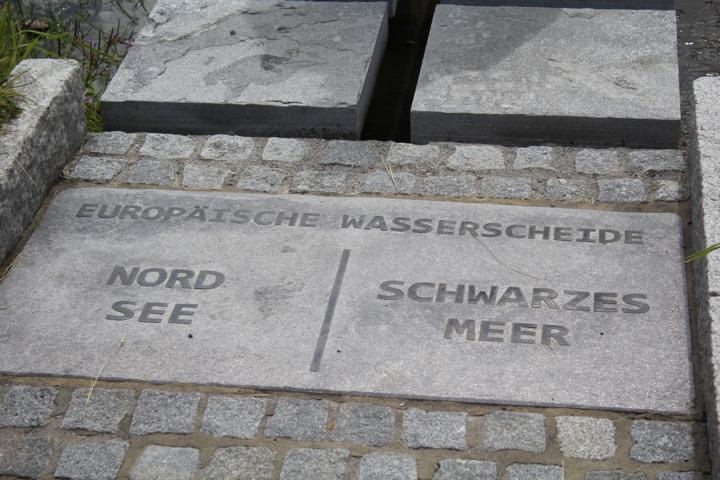 EUROPÄISCHE WASSERSCHEIDE
NORD
SEE
SCHWARZES
MEER